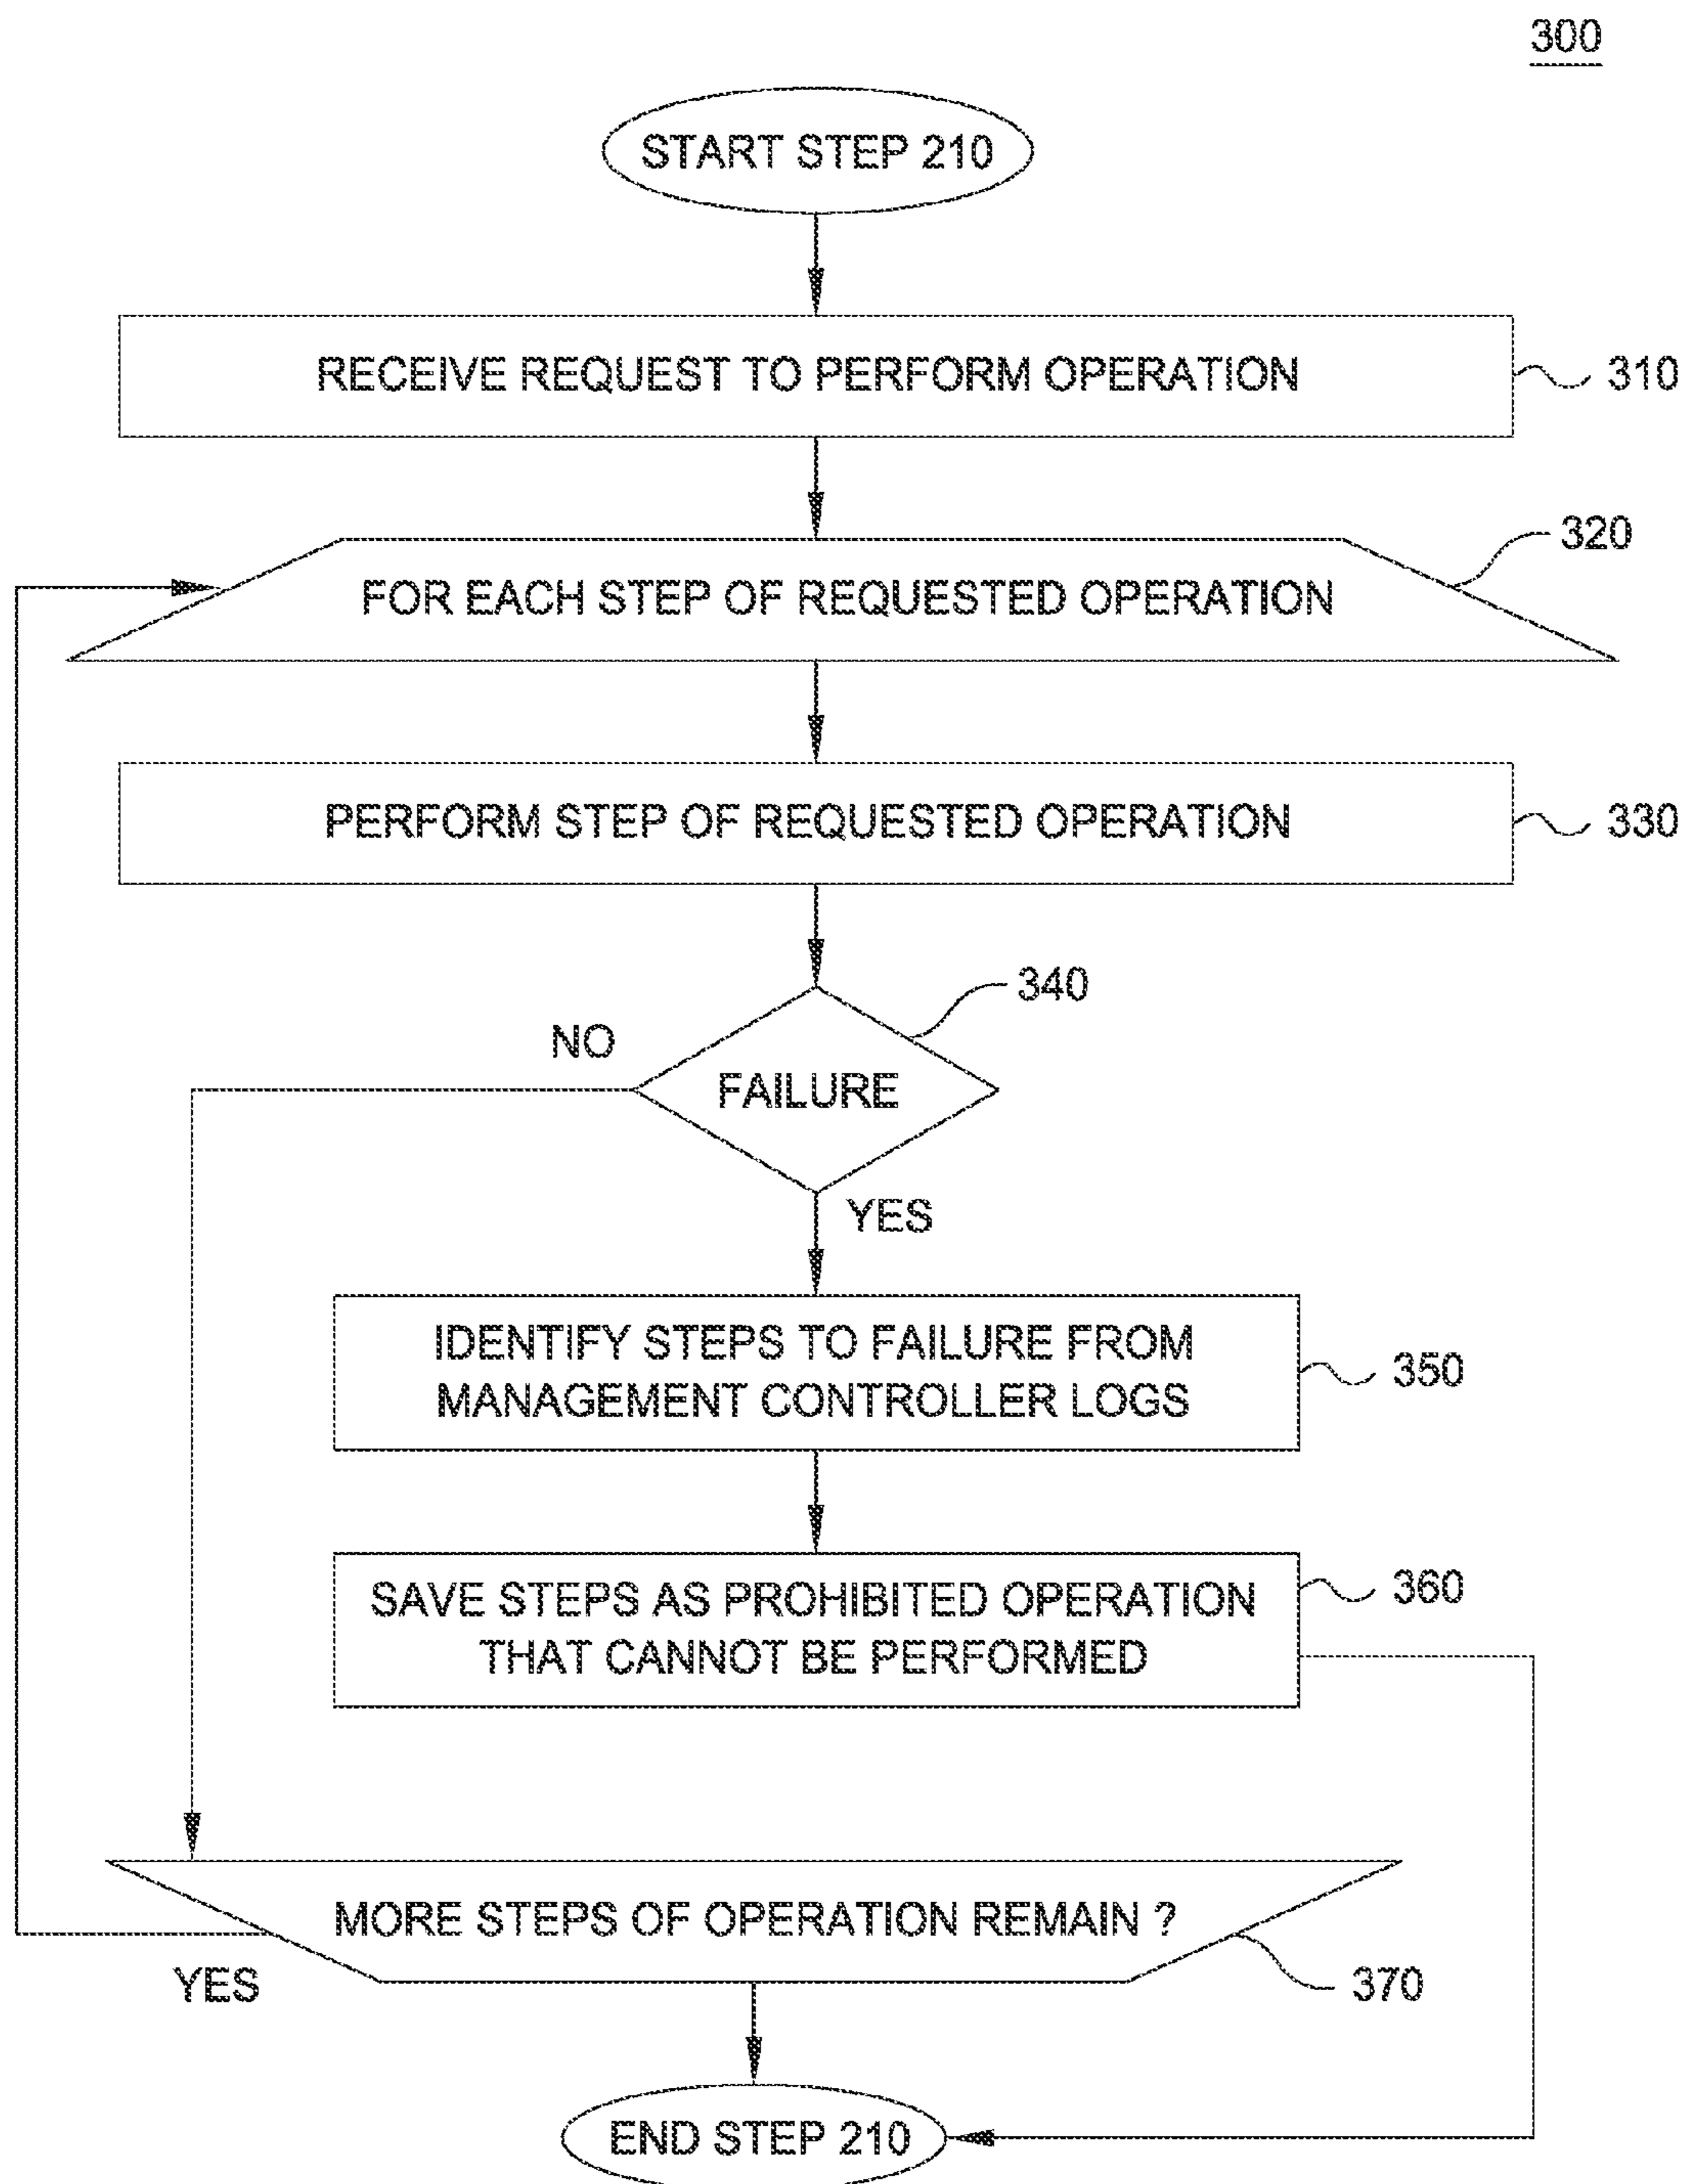 300
START STEP 210
RECEIVE REQUEST TO PERFORM OPERATION
310
320
FOR EACH STEP OF REQUESTED OPERATION
PERFORM STEP OF REQUESTED OPERATION
330
340
NO
FAILURE
YES
IDENTIFY STEPS TO FAILURE FROM
MANAGEMENT CONTROLLER LOGS
350
SAVE STEPS AS PROHIBITED OPERATION
THAT CANNOT BE PERFORMED
360
MORE STEPS OF OPERATION REMAIN ?
YES
370
END STEP 210